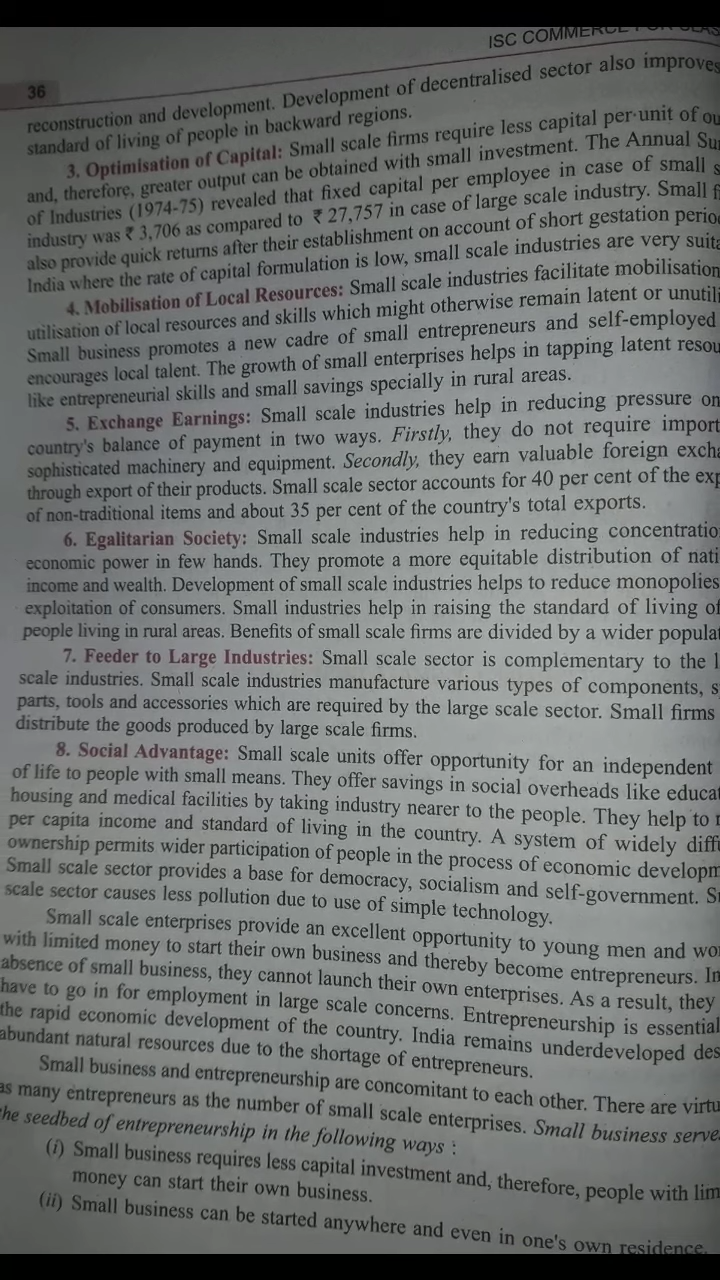 ISC COMMERCE FOR CLASS
36
reconstruction and development. Development of decentralised sector also improves
standard of living of people in backward regions.
3. Optimisation of Capital: Small scale firms require less capital per unit of ou
and, therefore, greater output can be obtained with small investment. The Annual Su
of Industries (1974-75) revealed that fixed capital per employee in case of small s
industry was ₹ 3,706 as compared to ₹ 27,757 in case of large scale industry. Small f
also provide quick returns after their establishment on account of short gestation perio
India where the rate of capital formulation is low, small scale industries are very suita
4. Mobilisation of Local Resources: Small scale industries facilitate mobilisation
utilisation of local resources and skills which might otherwise remain latent or unutili
Small business promotes a new cadre of small entrepreneurs and self-employed
encourages local talent. The growth of small enterprises helps in tapping latent resou
like entrepreneurial skills and small savings specially in rural areas.
5. Exchange Earnings: Small scale industries help in reducing pressure on
country's balance of payment in two ways. Firstly, they do not require import
sophisticated machinery and equipment. Secondly, they earn valuable foreign excha
through export of their products. Small scale sector accounts for 40 per cent of the exp
of non-traditional items and about 35 per cent of the country's total exports.
6. Egalitarian Society: Small scale industries help in reducing concentratio
economic power in few hands. They promote a more equitable distribution of nati
income and wealth. Development of small scale industries helps to reduce monopolies
exploitation of consumers. Small industries help in raising the standard of living of
people living in rural areas. Benefits of small scale firms are divided by a wider populat
7. Feeder to Large Industries: Small scale sector is complementary to the l
scale industries. Small scale industries manufacture various types of components, s
parts, tools and accessories which are required by the large scale sector. Small firms
distribute the goods produced by large scale firms.
8. Social Advantage: Small scale units offer opportunity for an independent
of life to people with small means. They offer savings in social overheads like educat
housing and medical facilities by taking industry nearer to the people. They help to r
per capita income and standard of living in the country. A system of widely diffu
ownership permits wider participation of people in the process of economic developm
Small scale sector provides a base for democracy, socialism and self-government. S
scale sector causes less pollution due to use of simple technology.
Small scale enterprises provide an excellent opportunity to young men and wo
with limited money to start their own business and thereby become entrepreneurs. In
absence of small business, they cannot launch their own enterprises. As a result, they
have to go in for employment in large scale concerns. Entrepreneurship is essential
the rapid economic development of the country. India remains underdeveloped des
abundant natural resources due to the shortage of entrepreneurs.
Small business and entrepreneurship are concomitant to each other. There are virtu
as many entrepreneurs as the number of small scale enterprises. Small business serve
the seedbed of entrepreneurship in the following ways :
(i) Small business requires less capital investment and, therefore, people with lim
money can start their own business.
(ii) Small business can be started anywhere and even in one's own residence.